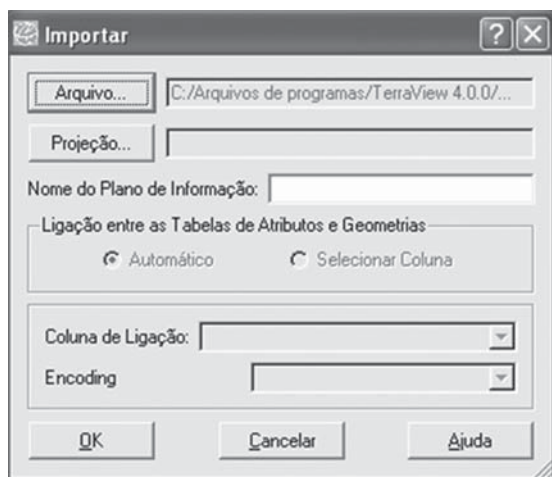 Importar
Arquivo... C:/Arquivos de programas/TerraView 4.0.0/...
Projeção...
Nome do Plano de Informação:
Ligação entre as Tabelas de Atributos e Geometrias
Automático Selecionar Coluna
Coluna de Ligação:
Encoding
OK Cancelar Ajuda